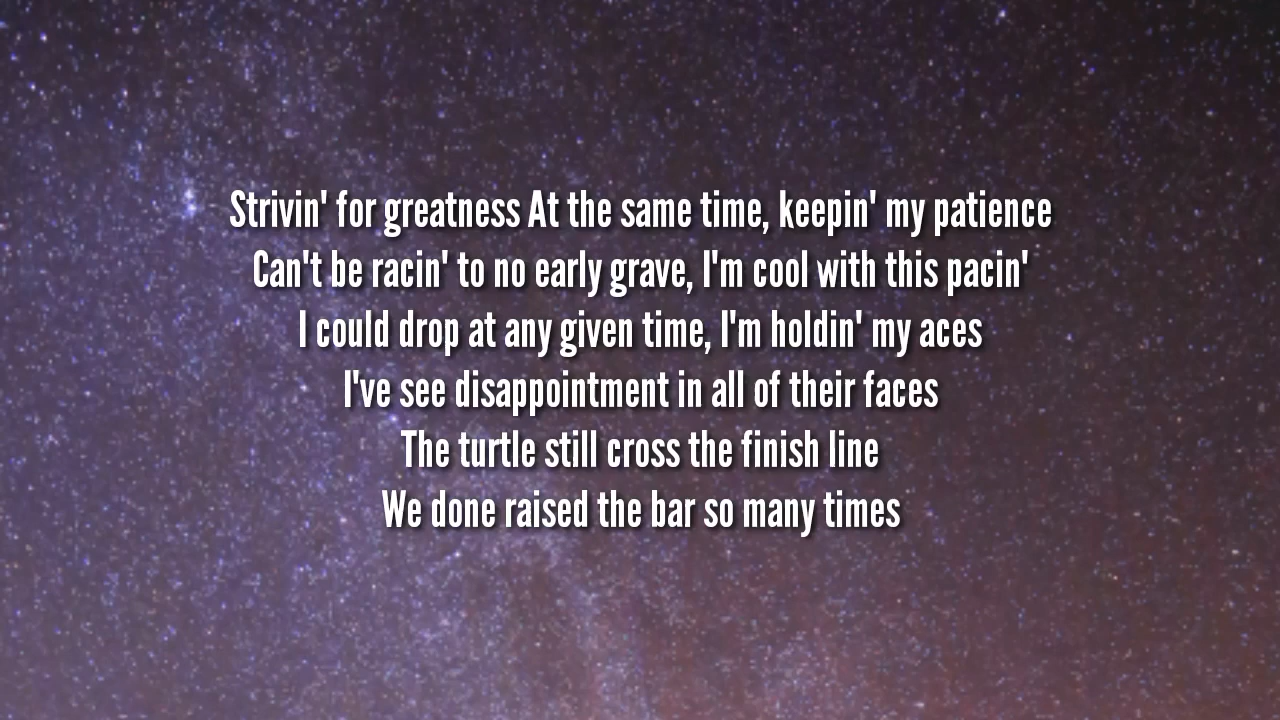 Strivin' for greatness At the same time, keepin' my patience
Can't be racin' to no early grave, I'm cool with this pacin'
I could drop at any given time, I'm holdin' my aces
I've see disappointment in all of their faces
The turtle still cross the finish line
We done raised the bar so many times